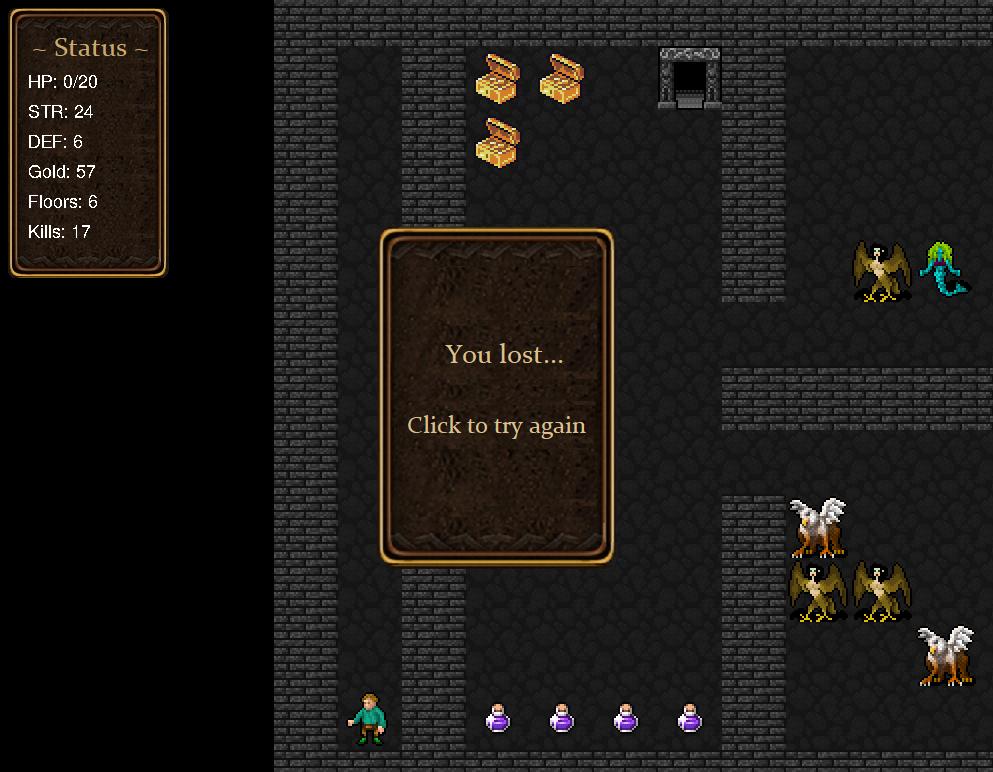 ~ Status ~
HP: 0/20
STR: 24
DEF: 6
Gold: 57
Floors: 6
Kills: 17
You lost...
Click to try again